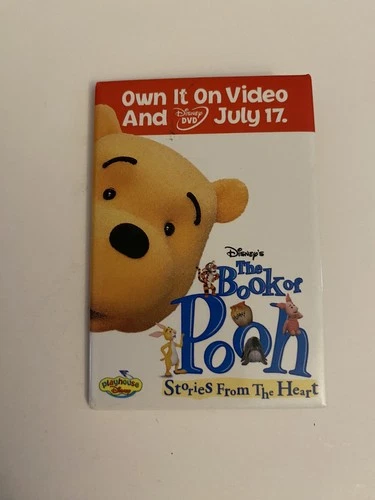 Own It On Video
And Disney DVD July 17.
Disney's
The
Book of
Pooh
Stories From The Heart
Playhouse
Disney